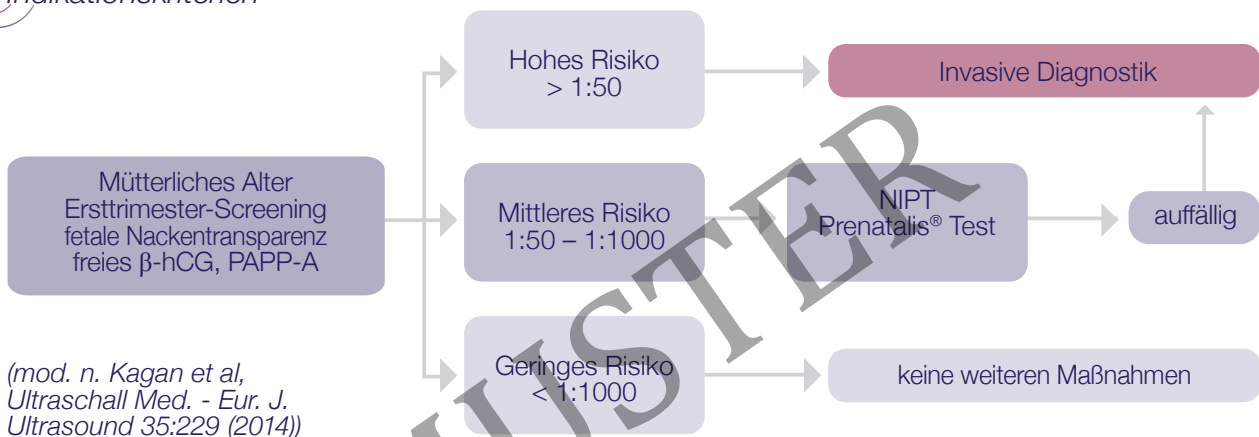 Indikationskriterien
Hohes Risiko
> 1:50
Invasive Diagnostik
Mütterliches Alter
Ersttrimester-Screening
fetale Nackentransparenz
freies β-hCG, PAPP-A
Mittleres Risiko
1:50 – 1:1000
NIPT
Prenatalis® Test
auffällig
Geringes Risiko
< 1:1000
keine weiteren Maßnahmen
(mod. n. Kagan et al,
Ultraschall Med. - Eur. J.
Ultrasound 35:229 (2014))
MUSTER